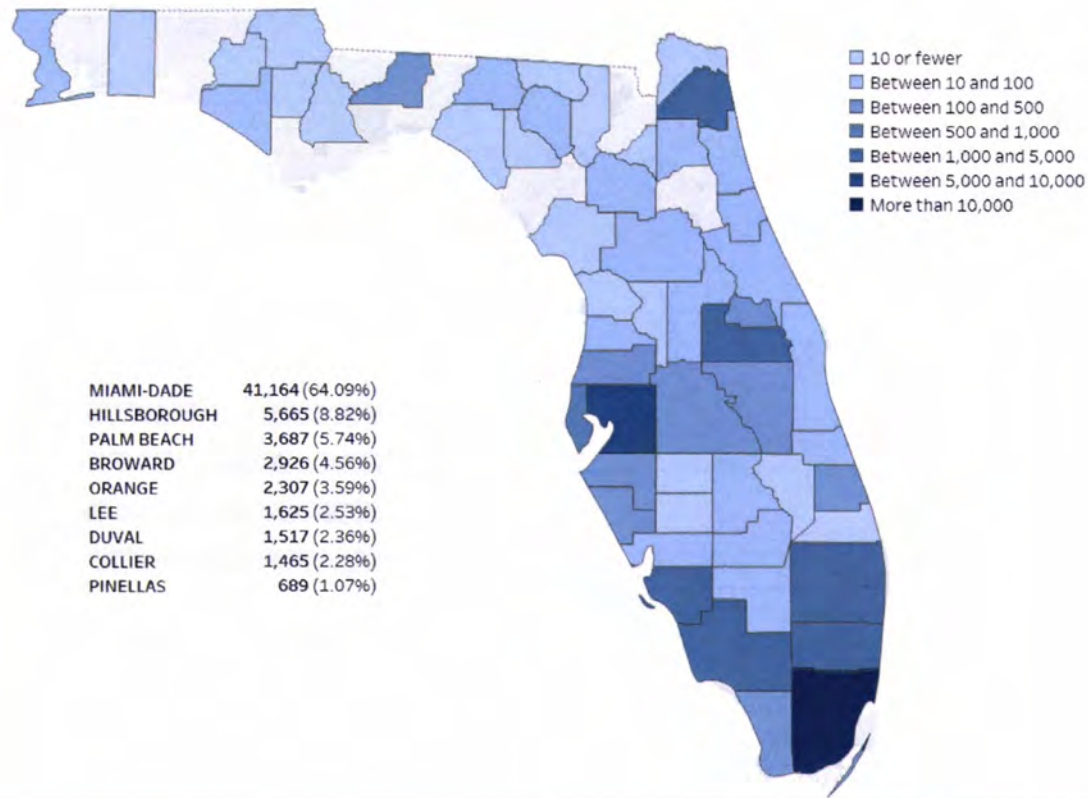 10 or fewer
Between 10 and 100
Between 100 and 500
Between 500 and 1,000
Between 1,000 and 5,000
Between 5,000 and 10,000
More than 10,000
MIAMI-DADE 41,164 (64.09%)
HILLSBOROUGH 5,665 (8.82%)
PALM BEACH 3,687 (5.74%)
BROWARD 2,926 (4.56%)
ORANGE 2,307 (3.59%)
LEE 1,625 (2.53%)
DUVAL 1,517 (2.36%)
COLLIER 1,465 (2.28%)
PINELLAS 689 (1.07%)